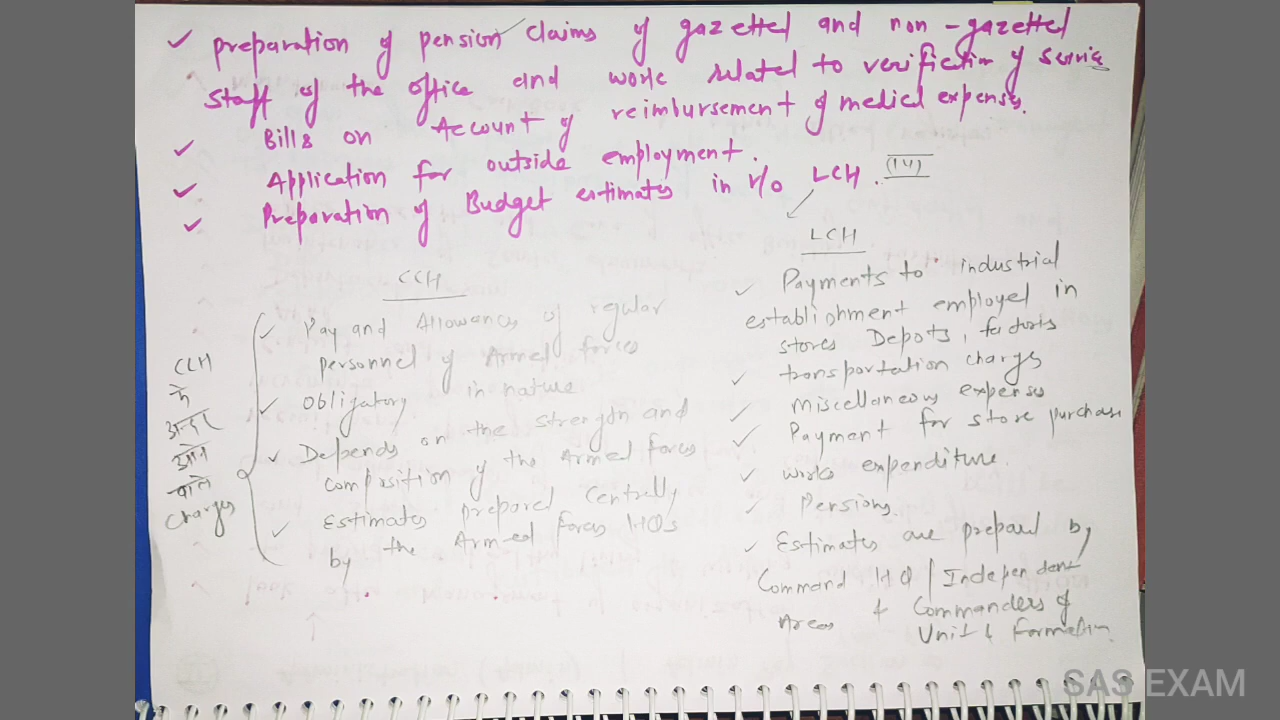 ✓ preparation of pension claims of gazetted and non-gazetted
staff of the office and work related to verification of service
✓ Bills on Account of reimbursement of medical expenses.
✓ Application for outside employment.
✓ Preparation of Budget estimates in r/o LCH. (IV)
CCH
✓ Pay and Allowances of regular
personnel of Armed forces
✓ Obligatory in nature
✓ Depends on the strength and
composition of the Armed forces
✓ Estimates prepared centrally
by the Armed forces HQs
CCH
के
अन्दर
आने
वाले
charges
LCH
✓ Payments to industrial
establishment employed in
stores Depots, factories
✓ transportation charges
✓ Miscellaneous expenses
✓ Payment for store purchase
✓ works expenditure.
✓ Pensions.
✓ Estimates are prepared by
Command HQ / Independent
Areas & Commanders of
Unit & Formation.
SAS EXAM